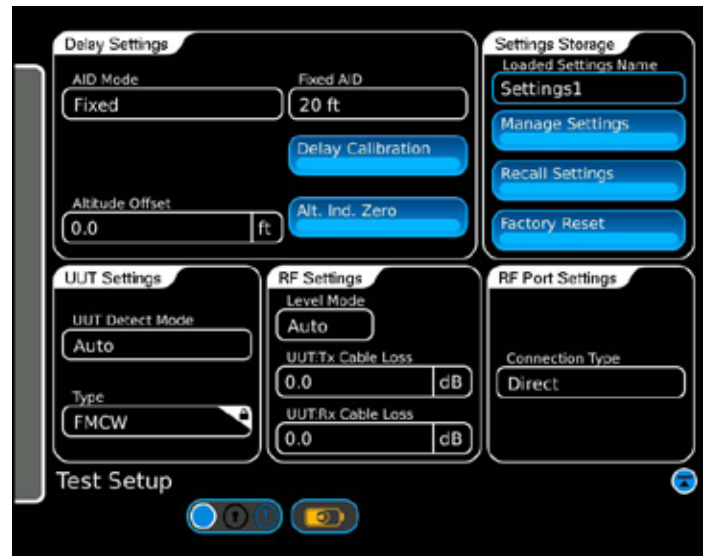 Delay Settings
AID Mode
Fixed
Fixed AID
20 ft
Delay Calibration
Altitude Offset
0.0 ft
Alt. Ind. Zero
Settings Storage
Loaded Settings Name
Settings1
Manage Settings
Recall Settings
Factory Reset
UUT Settings
UUT Detect Mode
Auto
Type
FMCW
RF Settings
Level Mode
Auto
UUT:Tx Cable Loss
0.0 dB
UUT:Rx Cable Loss
0.0 dB
RF Port Settings
Connection Type
Direct
Test Setup